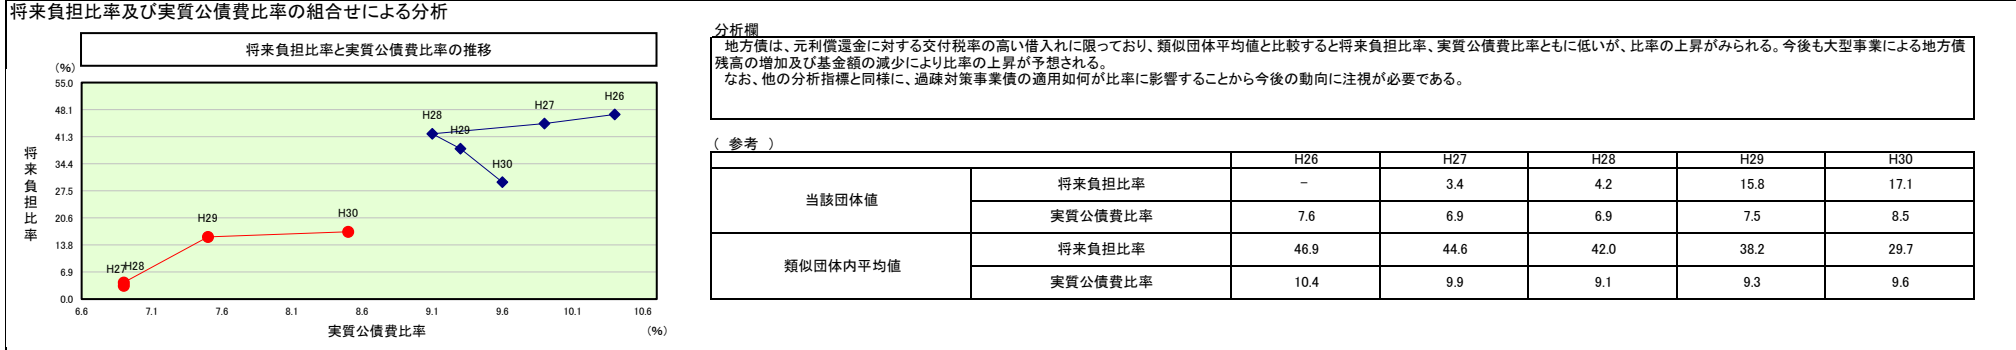 将来負担比率及び実質公債費比率の組合せによる分析
将来負担比率と実質公債費比率の推移
(%)
55.0
48.1
41.3
34.4
27.5
20.6
13.8
6.9
0.0
将来負担比率
H26
H27
H28
H29
H30
H30
H29
H27
H28
6.6
7.1
7.6
8.1
8.6
9.1
9.6
10.1
10.6
実質公債費比率
(%)
分析欄
地方債は、元利償還金に対する交付税率の高い借入れに限っており、類似団体平均値と比較すると将来負担比率、実質公債費比率ともに低いが、比率の上昇がみられる。今後も大型事業による地方債
残高の増加及び基金額の減少により比率の上昇が予想される。
なお、他の分析指標と同様に、過疎対策事業債の適用如何が比率に影響することから今後の動向に注視が必要である。
( 参考 )
H26 H27 H28 H29 H30
当該団体値
将来負担比率 － 3.4 4.2 15.8 17.1
実質公債費比率 7.6 6.9 6.9 7.5 8.5
類似団体内平均値
将来負担比率 46.9 44.6 42.0 38.2 29.7
実質公債費比率 10.4 9.9 9.1 9.3 9.6